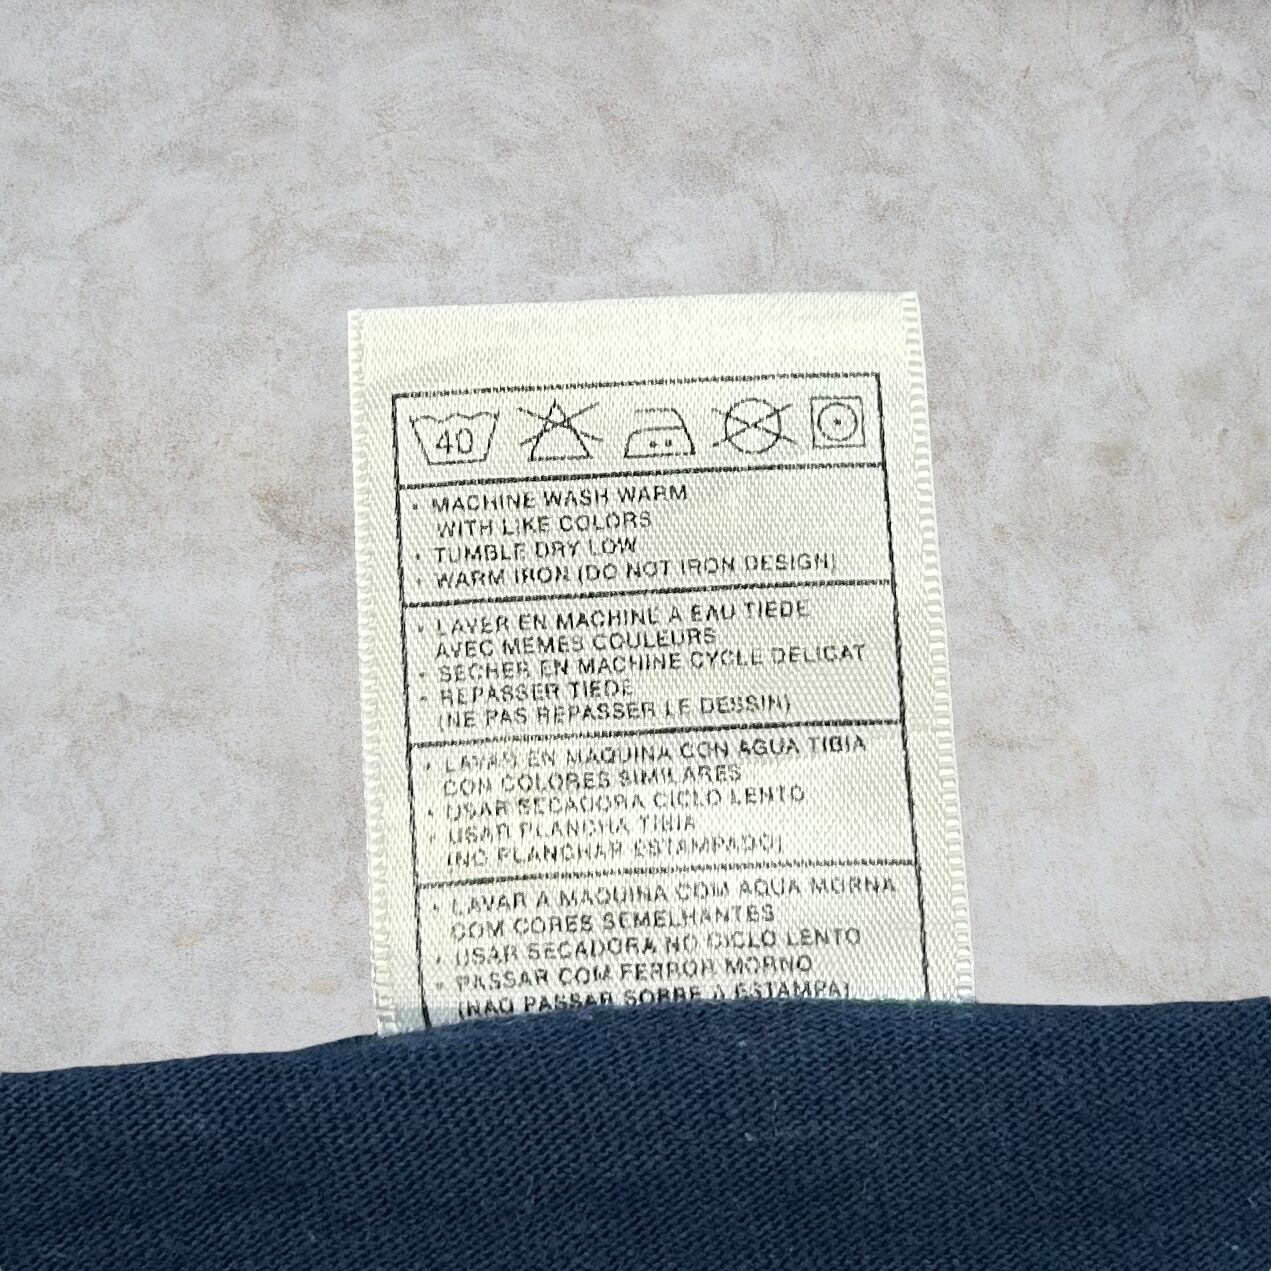 40
· MACHINE WASH WARM
WITH LIKE COLORS
· TUMBLE DRY LOW
· WARM IRON (DO NOT IRON DESIGN)
· LAVER EN MACHINE A EAU TIEDE
AVEC MEMES COULEURS
· SECHER EN MACHINE CYCLE DELICAT
· REPASSER TIEDE
(NE PAS REPASSER LE DESSIN)
· LAVAR EN MAQUINA CON AGUA TIBIA
CON COLORES SIMILARES
· USAR SECADORA CICLO LENTO
· USAR PLANCHA TIBIA
(NO PLANCHAR ESTAMPADO)
· LAVAR A MAQUINA COM AQUA MORNA
COM CORES SEMELHANTES
· USAR SECADORA NO CICLO LENTO
· PASSAR COM FERROR MORNO
(NAO PASSAR SOBRE A ESTAMPA)